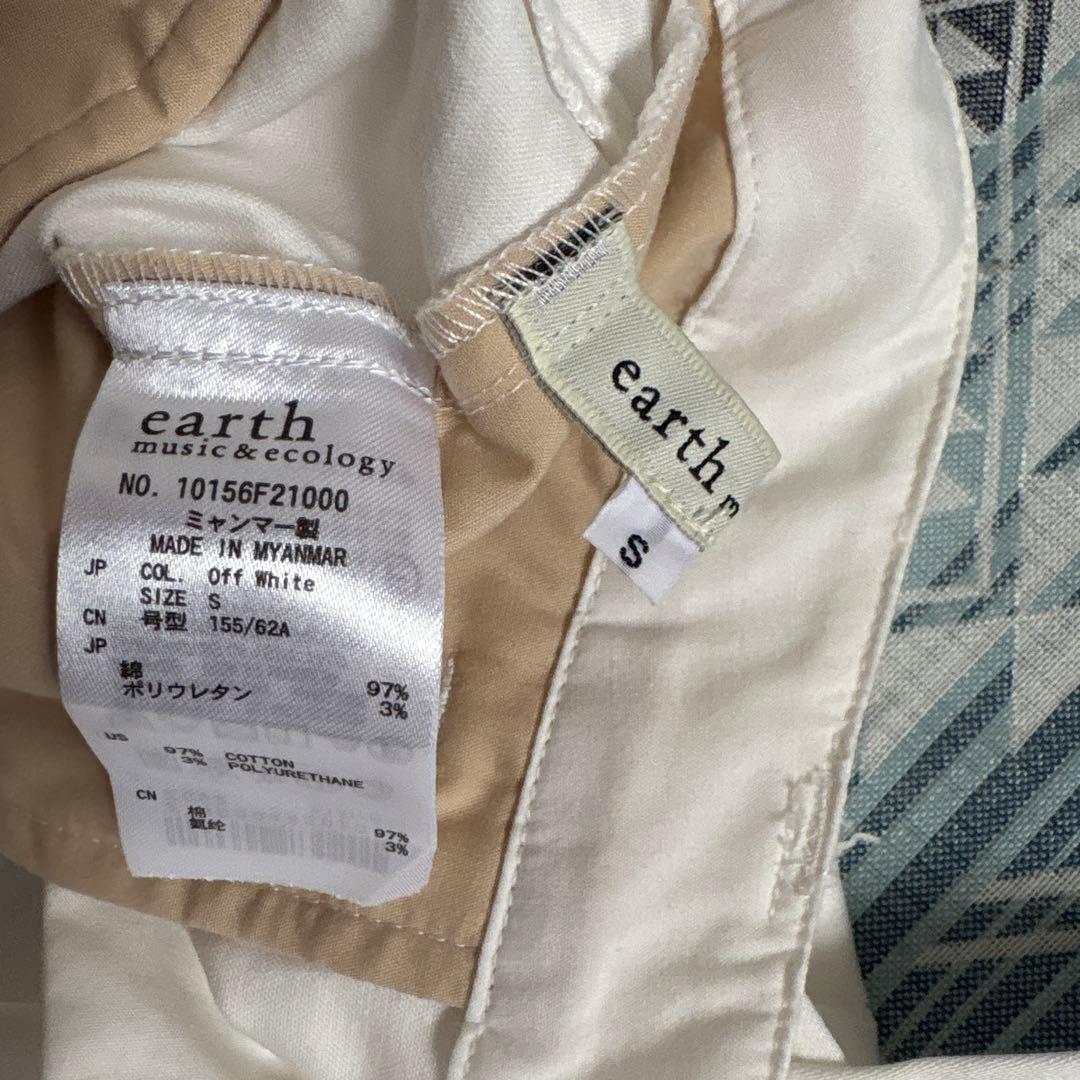 earth
music & ecology
NO. 10156F21000
ミャンマー製
MADE IN MYANMAR
JP COL. Off White
SIZE S
CN 号型 155/62A
JP
綿 97%
ポリウレタン 3%
US 97% COTTON
3% POLYURETHANE
CN
棉 97%
氨纶 3%
earth
m
S